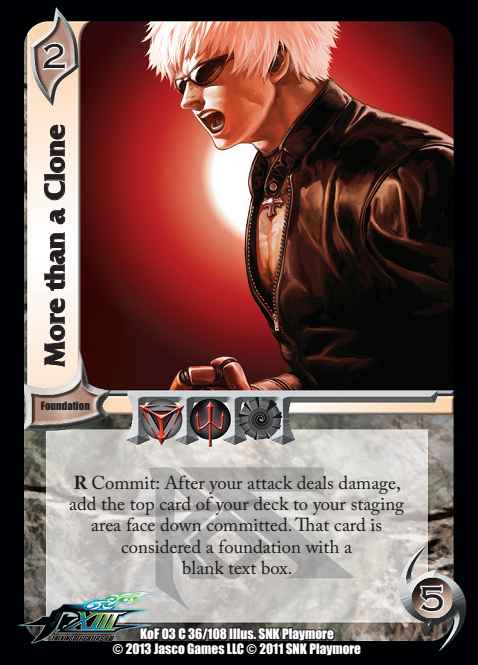 2
More than a Clone
Foundation
R Commit: After your attack deals damage,
add the top card of your deck to your staging
area face down committed. That card is
considered a foundation with a
blank text box.
5
XIII
KoF 03 C 36/108 Illus. SNK Playmore
© 2013 Jasco Games LLC © 2011 SNK Playmore